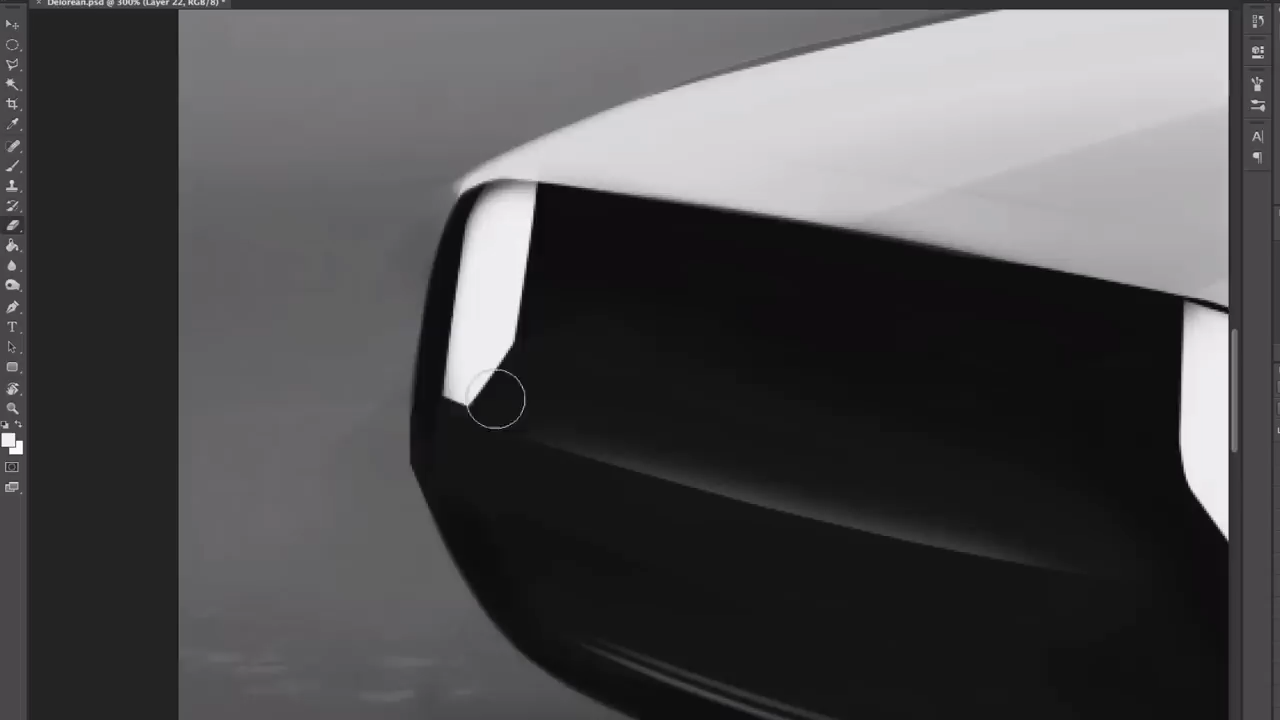 × Delorean.psd @ 300% (Layer 22, RGB/8) *
A|
¶
T